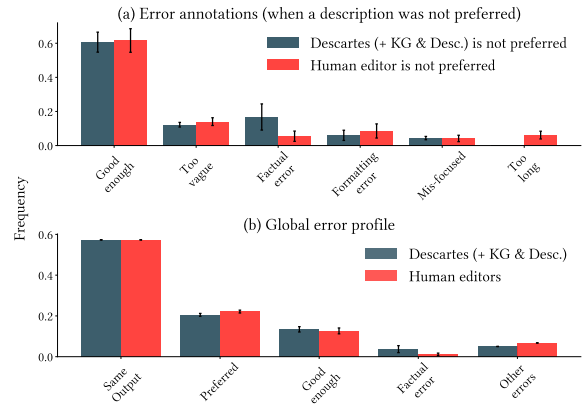 (a) Error annotations (when a description was not preferred)
Descartes (+ KG & Desc.) is not preferred
Human editor is not preferred
0.6
0.4
0.2
0.0
Good
enough
Too
vague
Factual
error
Formatting
error
Mis-focused
Too
long
Frequency
(b) Global error profile
Descartes (+ KG & Desc.)
Human editors
0.6
0.4
0.2
0.0
Same
Output
Preferred
Good
enough
Factual
error
Other
errors